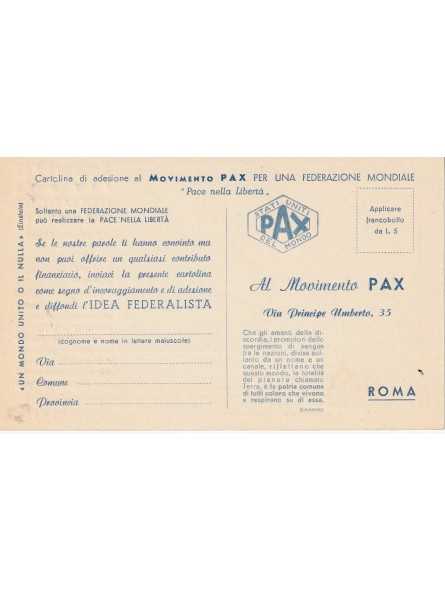 Cartolina di adesione al MOVIMENTO PAX PER UNA FEDERAZIONE MONDIALE
"Pace nella libertà"
«UN MONDO UNITO O IL NULLA» (Einstein)
Soltanto una FEDERAZIONE MONDIALE
può realizzare la PACE NELLA LIBERTÀ
Se le nostre parole ti hanno convinto ma
non puoi offrire un qualsiasi contributo
finanziario, inviaci la presente cartolina
come segno d'incoraggiamento e di adesione
e diffondi l'IDEA FEDERALISTA
(cognome e nome in lettere maiuscole)
Via
Comune
Provincia
STATI UNITI
PAX
DEL MONDO
Applicare
francobollo
da L. 5
Al Movimento PAX
Via Principe Umberto, 35
Che gli amanti della di-
scordia, i promotori dello
spargimento di sangue
tra le nazioni, divise sol-
tanto da un nome e un
canale, riflettano che
questo mondo, la totalità
del pianeta chiamato
Terra, è la patria comune
di tutti coloro che vivono
e respirano su di essa.
ROMA